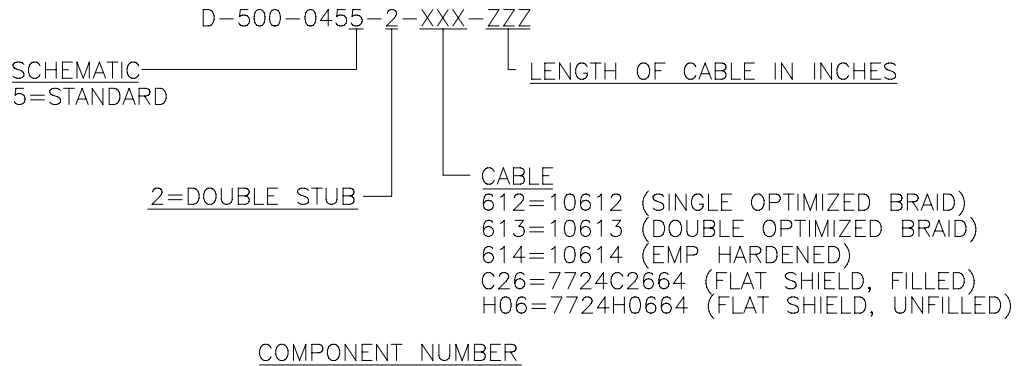 D-500-0455-2-XXX-ZZZ
SCHEMATIC
5=STANDARD
LENGTH OF CABLE IN INCHES
2=DOUBLE STUB
CABLE
612=10612 (SINGLE OPTIMIZED BRAID)
613=10613 (DOUBLE OPTIMIZED BRAID)
614=10614 (EMP HARDENED)
C26=7724C2664 (FLAT SHIELD, FILLED)
H06=7724H0664 (FLAT SHIELD, UNFILLED)
COMPONENT NUMBER